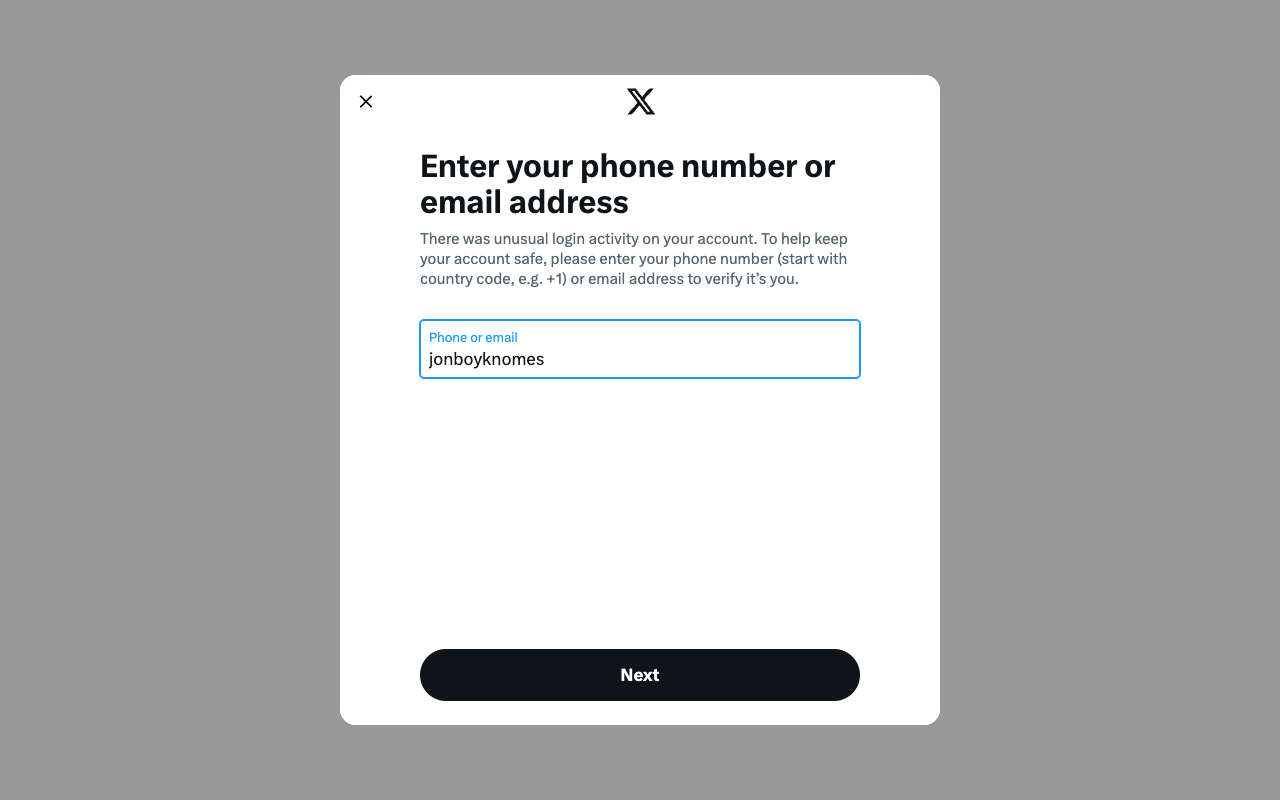 Enter your phone number or
email address
There was unusual login activity on your account. To help keep
your account safe, please enter your phone number (start with
country code, e.g. +1) or email address to verify it’s you.
Phone or email
jonboyknomes
Next